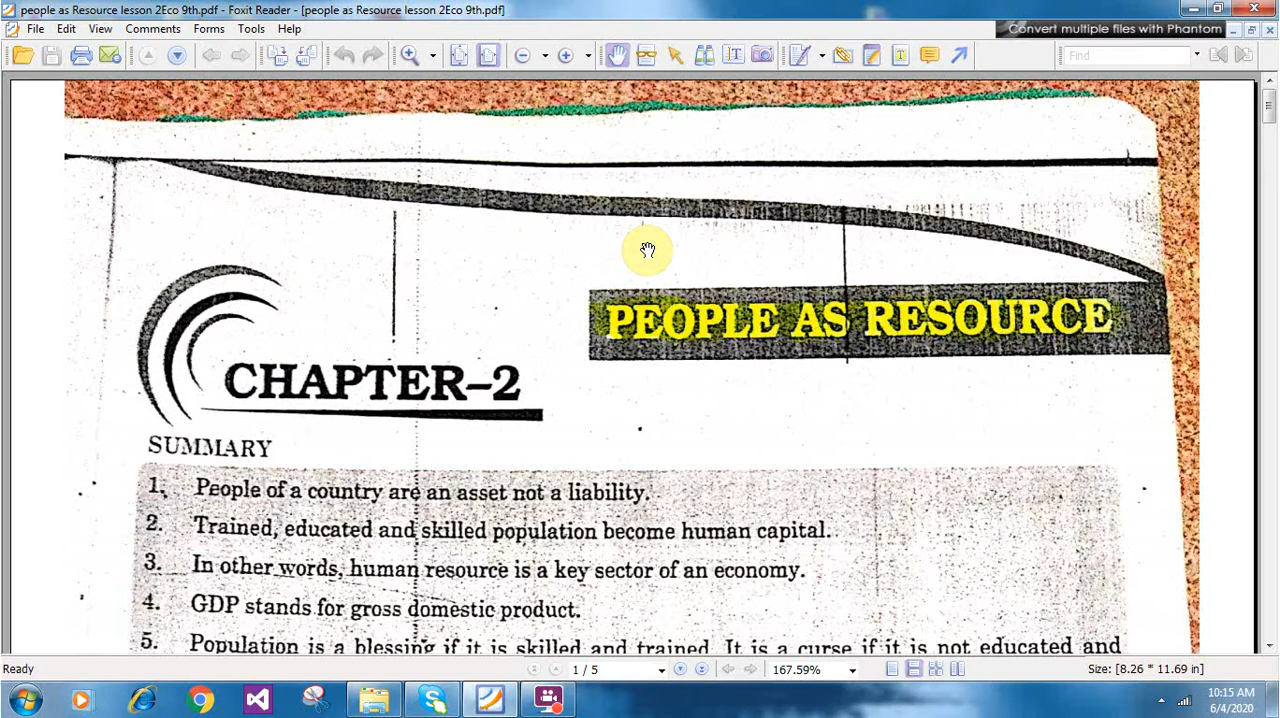 people as Resource lesson 2Eco 9th.pdf - Foxit Reader - [people as Resource lesson 2Eco 9th.pdf]
File Edit View Comments Forms Tools Help
Convert multiple files with Phantom
Find
PEOPLE AS RESOURCE
CHAPTER–2
SUMMARY
1. People of a country are an asset not a liability.
2. Trained, educated and skilled population become human capital.
3. In other words, human resource is a key sector of an economy.
4. GDP stands for gross domestic product.
5. Population is a blessing if it is skilled and trained. It is a curse if it is not educated and
Ready
1 / 5
167.59%
Size: [8.26 * 11.69 in]
10:15 AM
6/4/2020